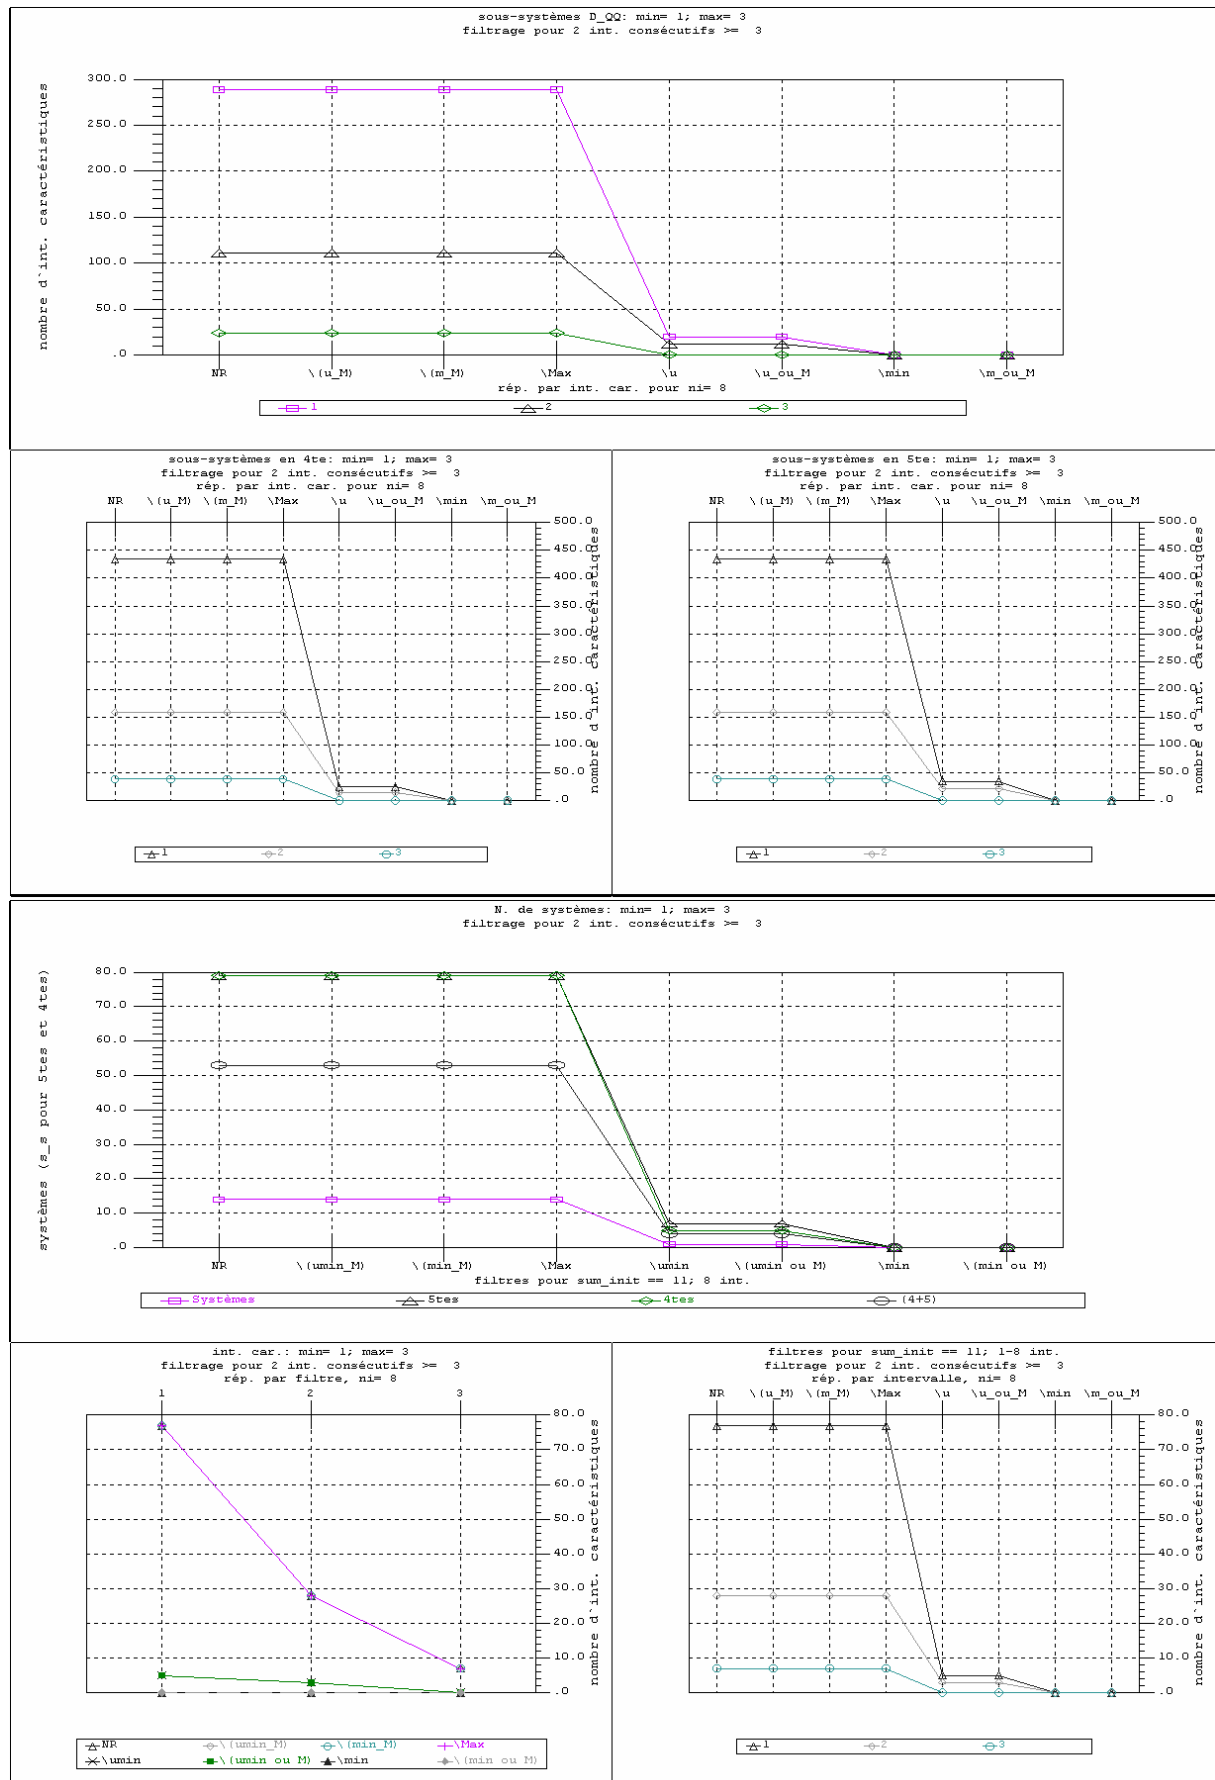 sous-systèmes D_QQ: min= 1; max= 3
filtrage pour 2 int. consécutifs >= 3
nombre d`int. caractéristiques
300.0
250.0
200.0
150.0
100.0
50.0
.0
NR \(u_M) \(m_M) \Max \u \u_ou_M \min \m_ou_M
rép. par int. car. pour ni= 8
1 2 3
sous-systèmes en 4te: min= 1; max= 3
filtrage pour 2 int. consécutifs >= 3
rép. par int. car. pour ni= 8
NR \(u_M) \(m_M) \Max \u \u_ou_M \min \m_ou_M
500.0
450.0
400.0
350.0
300.0
250.0
200.0
150.0
100.0
50.0
.0
nombre d`int. caractéristiques
1 2 3
sous-systèmes en 5te: min= 1; max= 3
filtrage pour 2 int. consécutifs >= 3
rép. par int. car. pour ni= 8
NR \(u_M) \(m_M) \Max \u \u_ou_M \min \m_ou_M
500.0
450.0
400.0
350.0
300.0
250.0
200.0
150.0
100.0
50.0
.0
nombre d`int. caractéristiques
1 2 3
N. de systèmes: min= 1; max= 3
filtrage pour 2 int. consécutifs >= 3
systèmes (s_s pour 5tes et 4tes)
80.0
70.0
60.0
50.0
40.0
30.0
20.0
10.0
.0
NR \(umin_M) \(min_M) \Max \umin \(umin ou M) \min \(min ou M)
filtres pour sum_init == 11; 8 int.
Systèmes 5tes 4tes (4+5)
int. car.: min= 1; max= 3
filtrage pour 2 int. consécutifs >= 3
rép. par filtre, ni= 8
1 2 3
80.0
70.0
60.0
50.0
40.0
30.0
20.0
10.0
.0
nombre d`int. caractéristiques
NR \(umin_M) \(min_M) \Max
\umin \(umin ou M) \min \(min ou M)
filtres pour sum_init == 11; 1-8 int.
filtrage pour 2 int. consécutifs >= 3
rép. par intervalle, ni= 8
NR \(u_M) \(m_M) \Max \u \u_ou_M \min \m_ou_M
80.0
70.0
60.0
50.0
40.0
30.0
20.0
10.0
.0
nombre d`int. caractéristiques
1 2 3